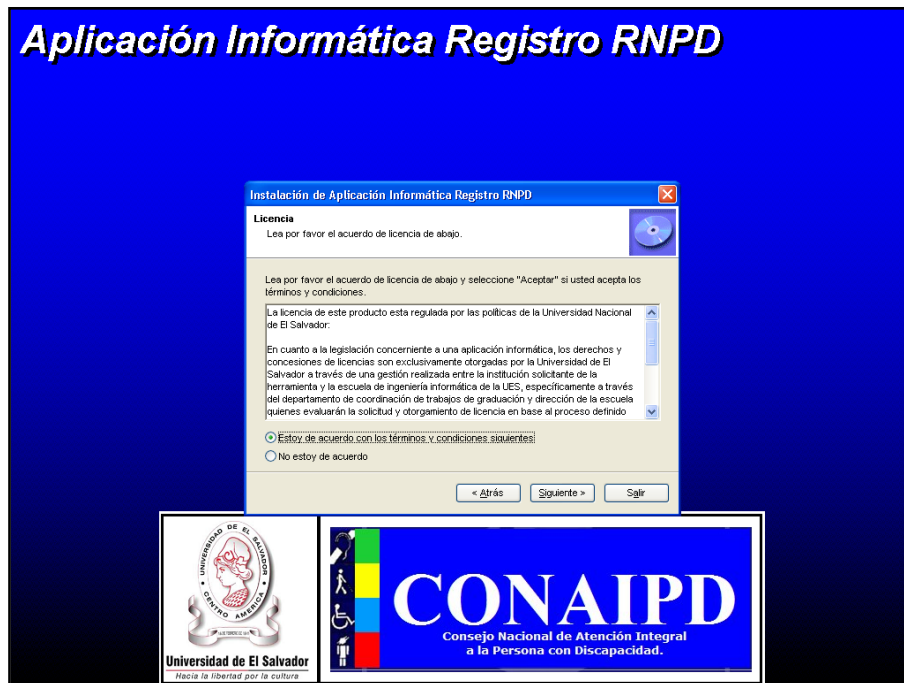 Aplicación Informática Registro RNPD
Instalación de Aplicación Informática Registro RNPD
Licencia
Lea por favor el acuerdo de licencia de abajo.
Lea por favor el acuerdo de licencia de abajo y seleccione "Aceptar" si usted acepta los
términos y condiciones.
La licencia de este producto esta regulada por las políticas de la Universidad Nacional
de El Salvador:
En cuanto a la legislación concerniente a una aplicación informática, los derechos y
concesiones de licencias son exclusivamente otorgadas por la Universidad de El
Salvador a través de una gestión realizada entre la institución solicitante de la
herramienta y la escuela de ingeniería informática de la UES, específicamente a través
del departamento de coordinación de trabajos de graduación y dirección de la escuela
quienes evaluarán la solicitud y otorgamiento de licencia en base al proceso definido
Estoy de acuerdo con los términos y condiciones siguientes
No estoy de acuerdo
« Atrás
Siguiente »
Salir
UNIVERSIDAD DE EL SALVADOR
CENTRO AMERICA
Universidad de El Salvador
Hacia la libertad por la cultura
CONAIPD
Consejo Nacional de Atención Integral
a la Persona con Discapacidad.